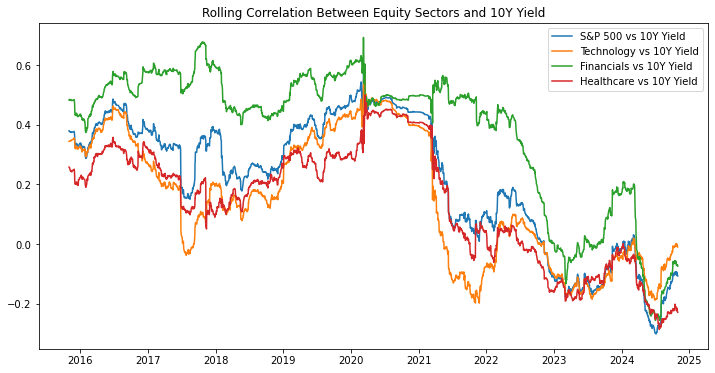 Rolling Correlation Between Equity Sectors and 10Y Yield
S&P 500 vs 10Y Yield
Technology vs 10Y Yield
Financials vs 10Y Yield
Healthcare vs 10Y Yield
0.6
0.4
0.2
0.0
−0.2
2016 2017 2018 2019 2020 2021 2022 2023 2024 2025